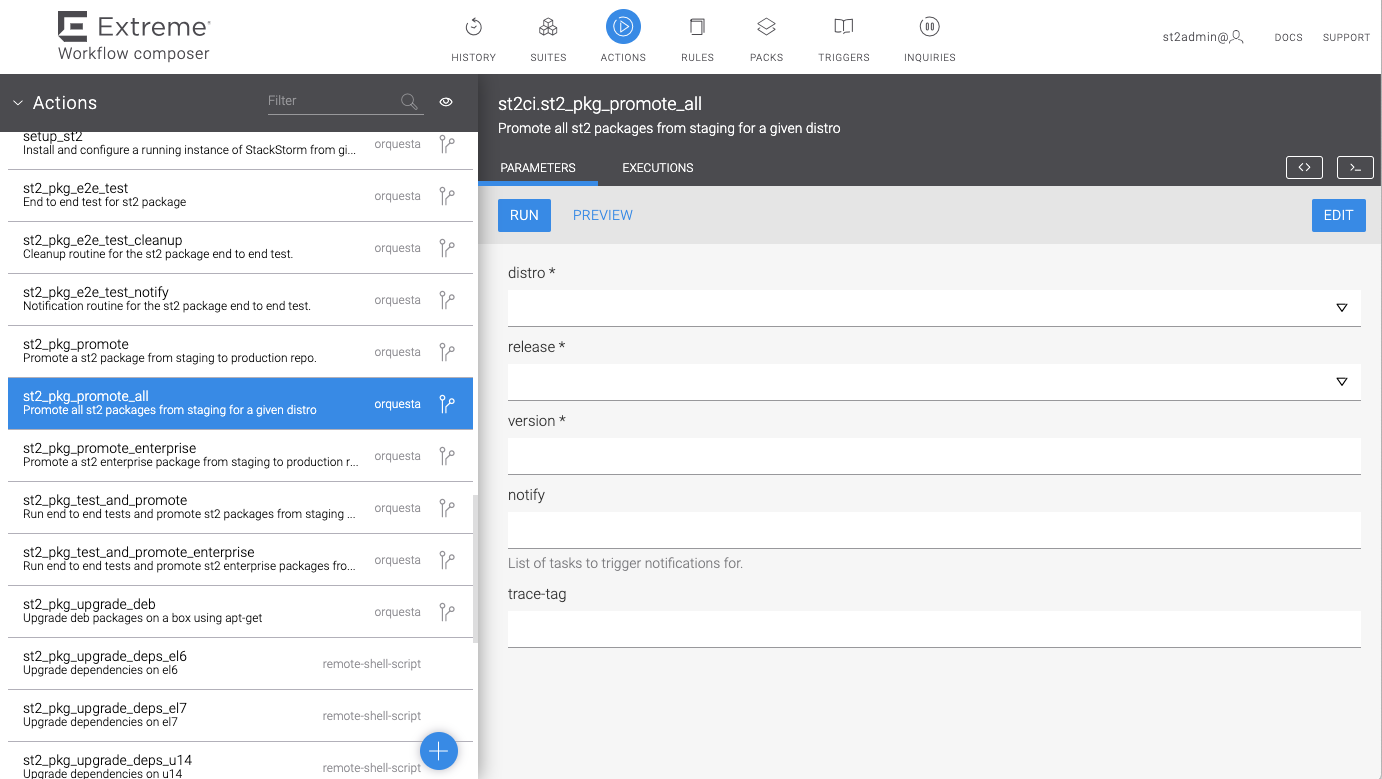 Extreme
Workflow composer
HISTORY
SUITES
ACTIONS
RULES
PACKS
TRIGGERS
INQUIRIES
st2admin@
DOCS
SUPPORT
Actions
Filter
setup_st2
Install and configure a running instance of StackStorm from gi...
orquesta
st2_pkg_e2e_test
End to end test for st2 package
orquesta
st2_pkg_e2e_test_cleanup
Cleanup routine for the st2 package end to end test.
orquesta
st2_pkg_e2e_test_notify
Notification routine for the st2 package end to end test.
orquesta
st2_pkg_promote
Promote a st2 package from staging to production repo.
orquesta
st2_pkg_promote_all
Promote all st2 packages from staging for a given distro
orquesta
st2_pkg_promote_enterprise
Promote a st2 enterprise package from staging to production r...
orquesta
st2_pkg_test_and_promote
Run end to end tests and promote st2 packages from staging ...
orquesta
st2_pkg_test_and_promote_enterprise
Run end to end tests and promote st2 enterprise packages fro...
orquesta
st2_pkg_upgrade_deb
Upgrade deb packages on a box using apt-get
orquesta
st2_pkg_upgrade_deps_el6
Upgrade dependencies on el6
remote-shell-script
st2_pkg_upgrade_deps_el7
Upgrade dependencies on el7
remote-shell-script
st2_pkg_upgrade_deps_u14
Upgrade dependencies on u14
remote-shell-script
st2ci.st2_pkg_promote_all
Promote all st2 packages from staging for a given distro
PARAMETERS
EXECUTIONS
RUN
PREVIEW
EDIT
distro *
release *
version *
notify
List of tasks to trigger notifications for.
trace-tag